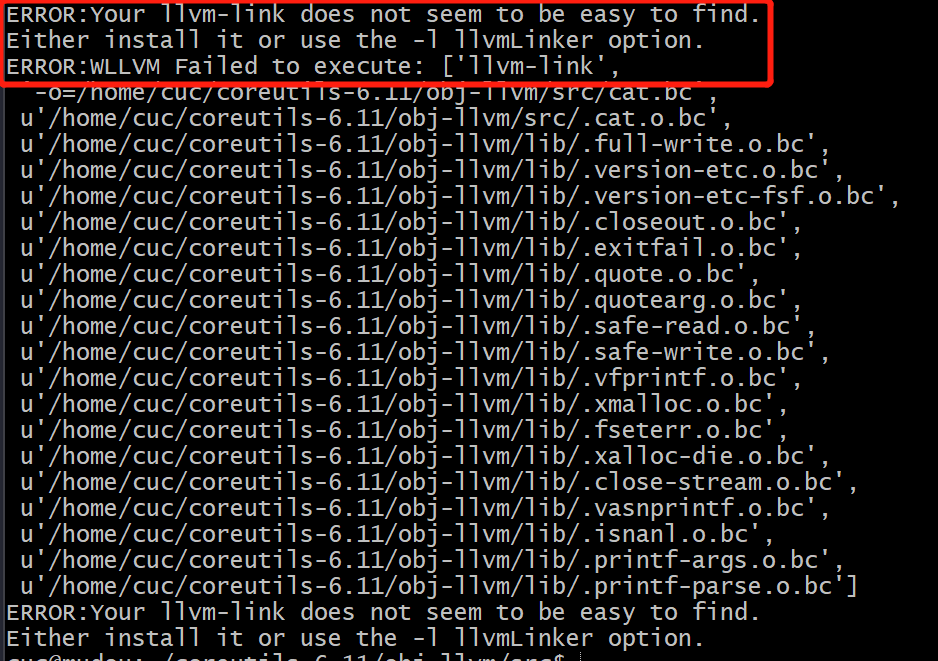 ERROR:Your llvm-link does not seem to be easy to find.
Either install it or use the -l llvmLinker option.
ERROR:WLLVM Failed to execute: ['llvm-link',
'-o=/home/cuc/coreutils-6.11/obj-llvm/src/cat.bc',
u'/home/cuc/coreutils-6.11/obj-llvm/src/.cat.o.bc',
u'/home/cuc/coreutils-6.11/obj-llvm/lib/.full-write.o.bc',
u'/home/cuc/coreutils-6.11/obj-llvm/lib/.version-etc.o.bc',
u'/home/cuc/coreutils-6.11/obj-llvm/lib/.version-etc-fsf.o.bc',
u'/home/cuc/coreutils-6.11/obj-llvm/lib/.closeout.o.bc',
u'/home/cuc/coreutils-6.11/obj-llvm/lib/.exitfail.o.bc',
u'/home/cuc/coreutils-6.11/obj-llvm/lib/.quote.o.bc',
u'/home/cuc/coreutils-6.11/obj-llvm/lib/.quotearg.o.bc',
u'/home/cuc/coreutils-6.11/obj-llvm/lib/.safe-read.o.bc',
u'/home/cuc/coreutils-6.11/obj-llvm/lib/.safe-write.o.bc',
u'/home/cuc/coreutils-6.11/obj-llvm/lib/.vfprintf.o.bc',
u'/home/cuc/coreutils-6.11/obj-llvm/lib/.xmalloc.o.bc',
u'/home/cuc/coreutils-6.11/obj-llvm/lib/.fseterr.o.bc',
u'/home/cuc/coreutils-6.11/obj-llvm/lib/.xalloc-die.o.bc',
u'/home/cuc/coreutils-6.11/obj-llvm/lib/.close-stream.o.bc',
u'/home/cuc/coreutils-6.11/obj-llvm/lib/.vasnprintf.o.bc',
u'/home/cuc/coreutils-6.11/obj-llvm/lib/.isnanl.o.bc',
u'/home/cuc/coreutils-6.11/obj-llvm/lib/.printf-args.o.bc',
u'/home/cuc/coreutils-6.11/obj-llvm/lib/.printf-parse.o.bc']
ERROR:Your llvm-link does not seem to be easy to find.
Either install it or use the -l llvmLinker option.